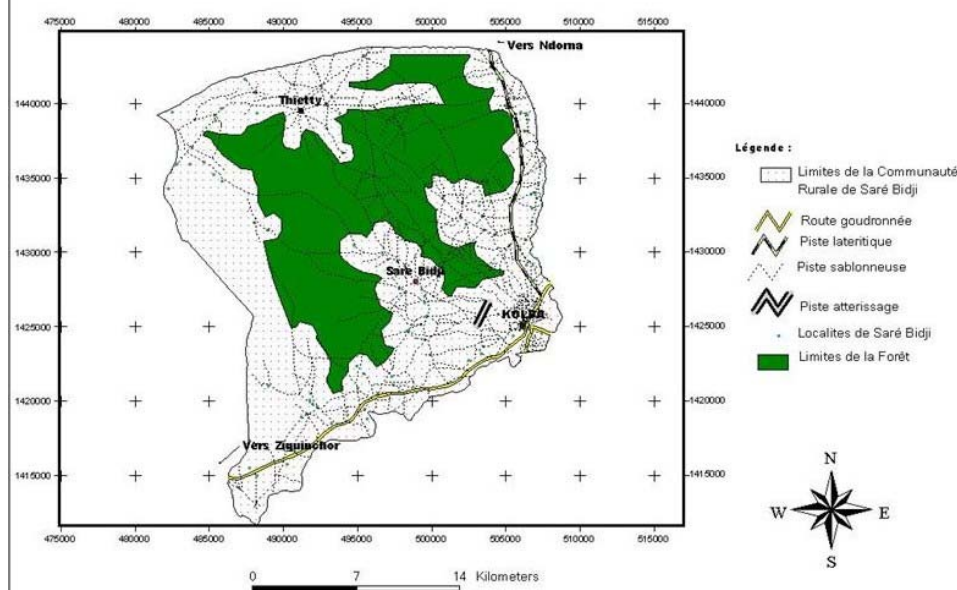 475000 480000 485000 490000 495000 500000 505000 510000 515000
Vers Ndorna
1440000 1440000
Thietty
1435000 1435000
1430000 1430000
Saré Bidji
1425000 1425000
KOLDA
1420000 1420000
Vers Ziguinchor
1415000 1415000
475000 480000 485000 490000 495000 500000 505000 510000 515000
0 7 14 Kilometers
Légende :
Limites de la Communauté
Rurale de Saré Bidji
Route goudronnée
Piste lateritique
Piste sablonneuse
Piste atterissage
Localites de Saré Bidji
Limites de la Forêt
N
W E
S